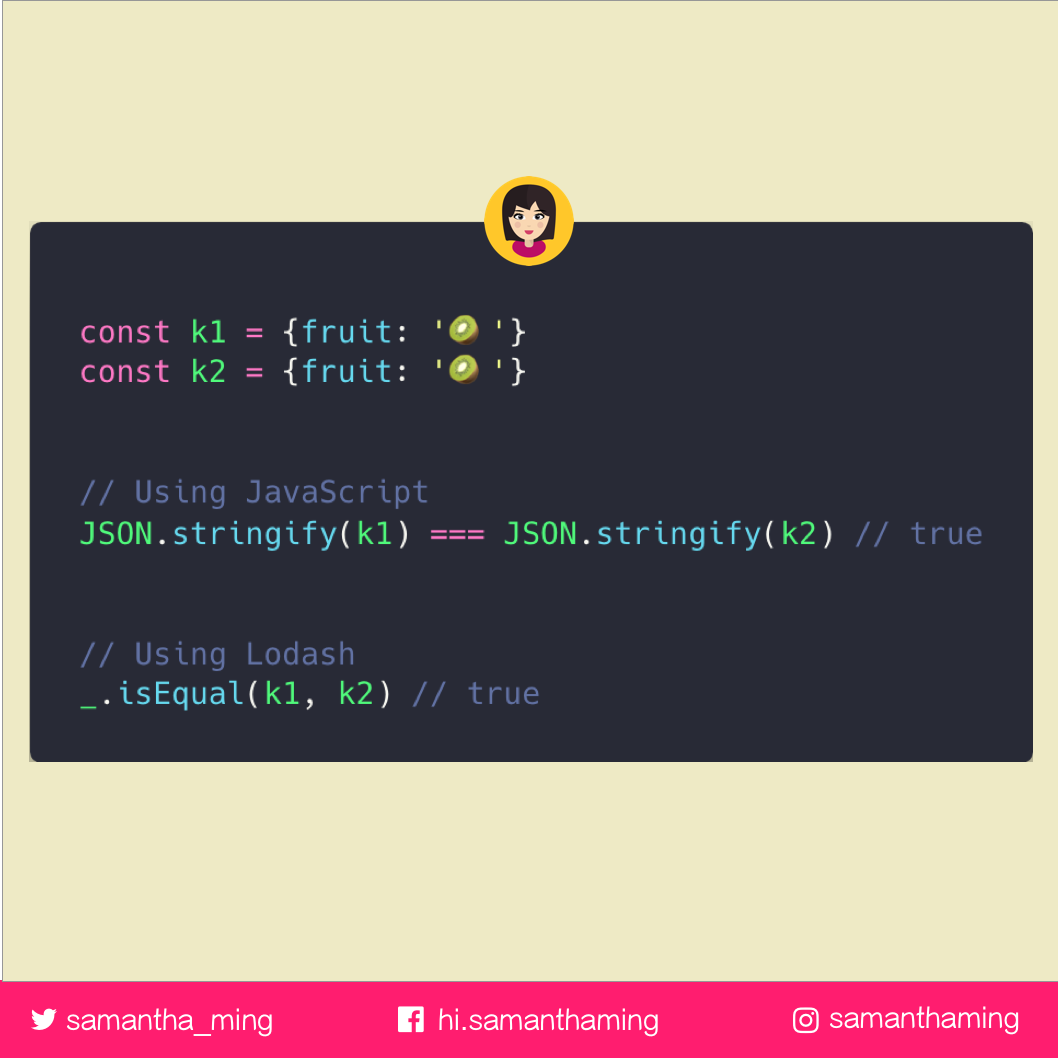 const k1 = {fruit: '🥝 '}
const k2 = {fruit: '🥝 '}
// Using JavaScript
JSON.stringify(k1) === JSON.stringify(k2) // true
// Using Lodash
_.isEqual(k1, k2) // true
samantha_ming
hi.samanthaming
samanthaming